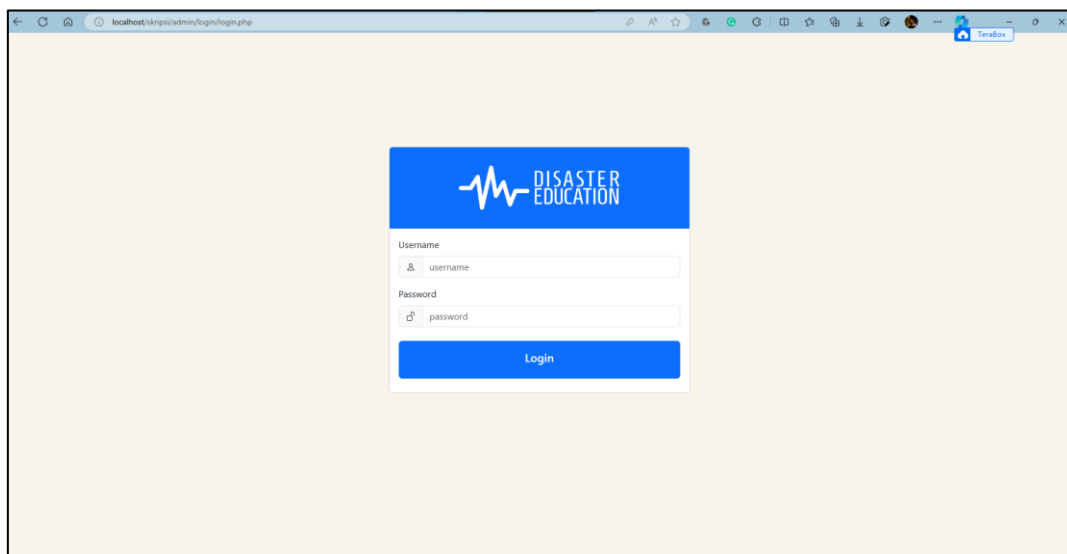 localhost/skripsi/admin/login/login.php
TeraBox
DISASTER
EDUCATION
Username
username
Password
password
Login